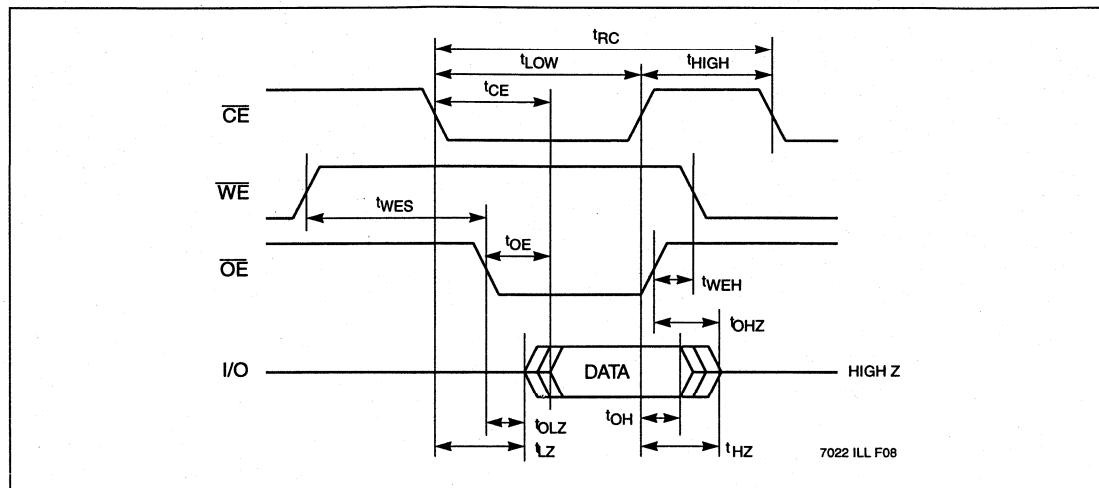 tRC
tLOW
tHIGH
tCE
CE
WE
tWES
tOE
OE
tWEH
tOHZ
I/O
DATA
HIGH Z
tOLZ
tOH
tLZ
tHZ
7022 ILL F08